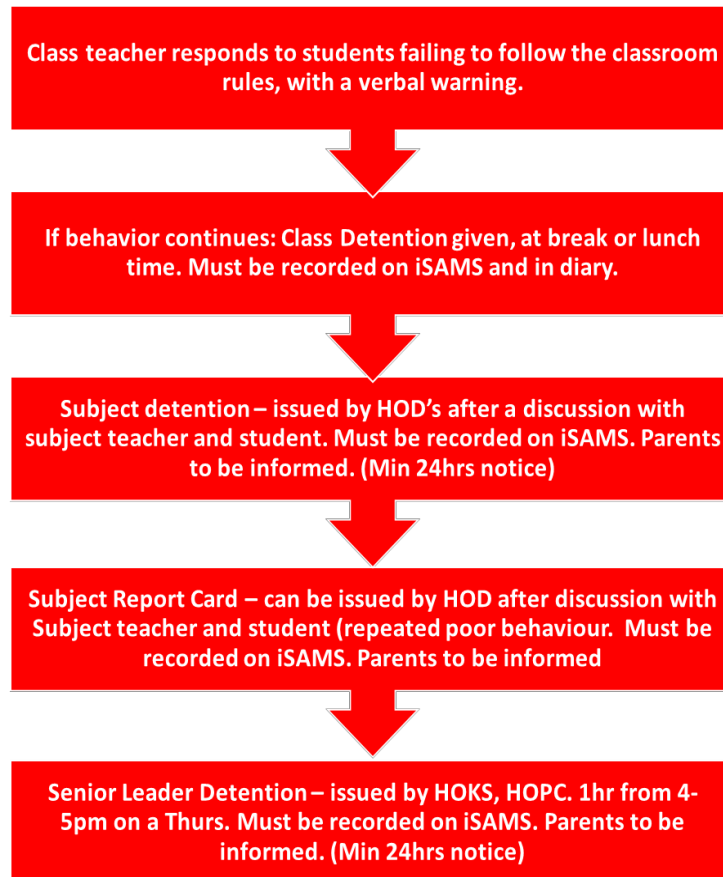 Class teacher responds to students failing to follow the classroom
rules, with a verbal warning.
If behavior continues: Class Detention given, at break or lunch
time. Must be recorded on iSAMS and in diary.
Subject detention – issued by HOD's after a discussion with
subject teacher and student. Must be recorded on iSAMS. Parents
to be informed. (Min 24hrs notice)
Subject Report Card – can be issued by HOD after discussion with
Subject teacher and student (repeated poor behaviour.  Must be
recorded on iSAMS. Parents to be informed
Senior Leader Detention – issued by HOKS, HOPC. 1hr from 4-
5pm on a Thurs. Must be recorded on iSAMS. Parents to be
informed. (Min 24hrs notice)